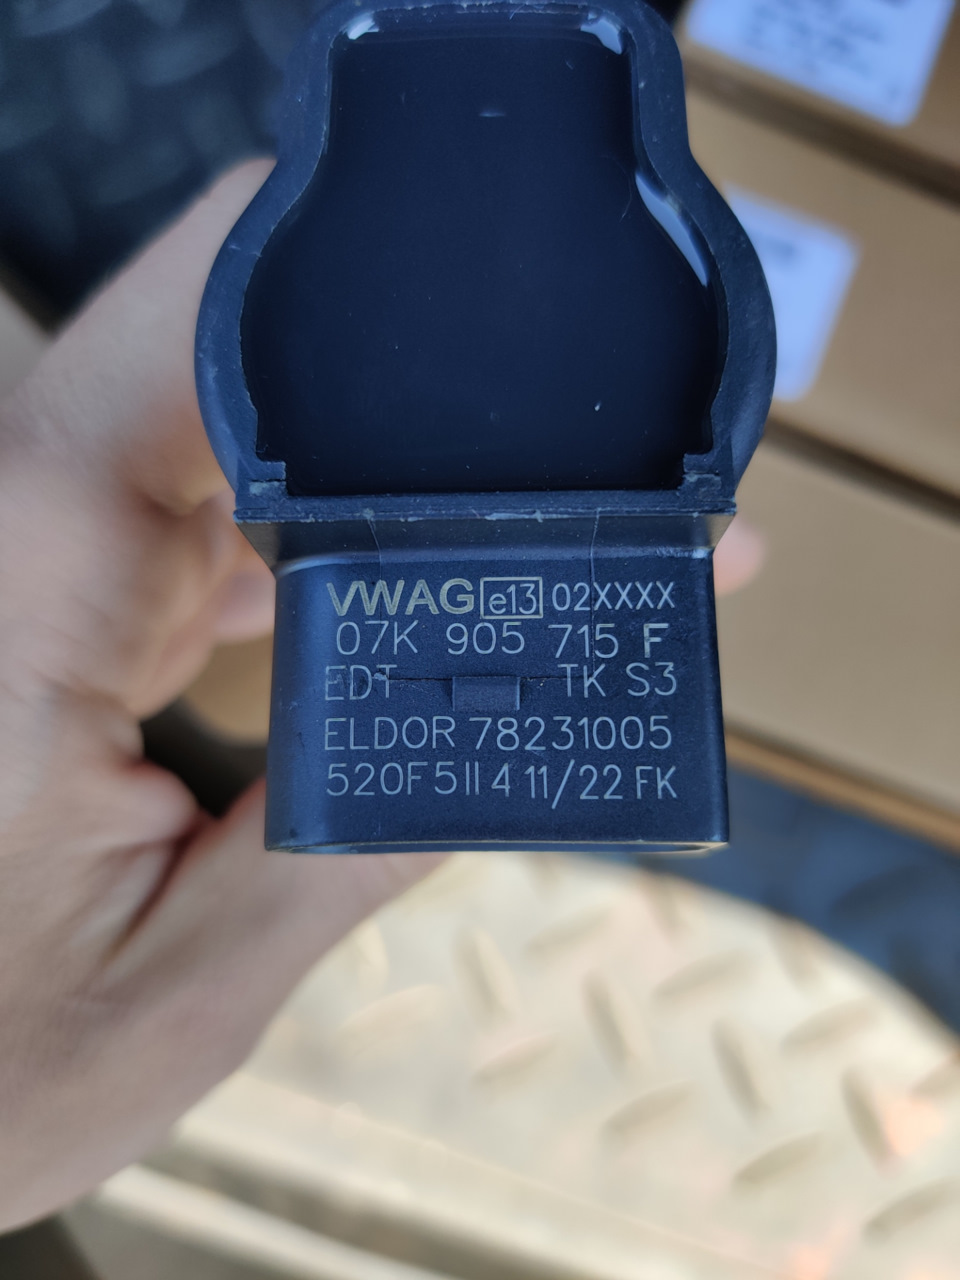 VWAG e13 02XXXX
07K 905 715 F
EDT TK S3
ELDOR 78231005
520F5II4 11/22 FK